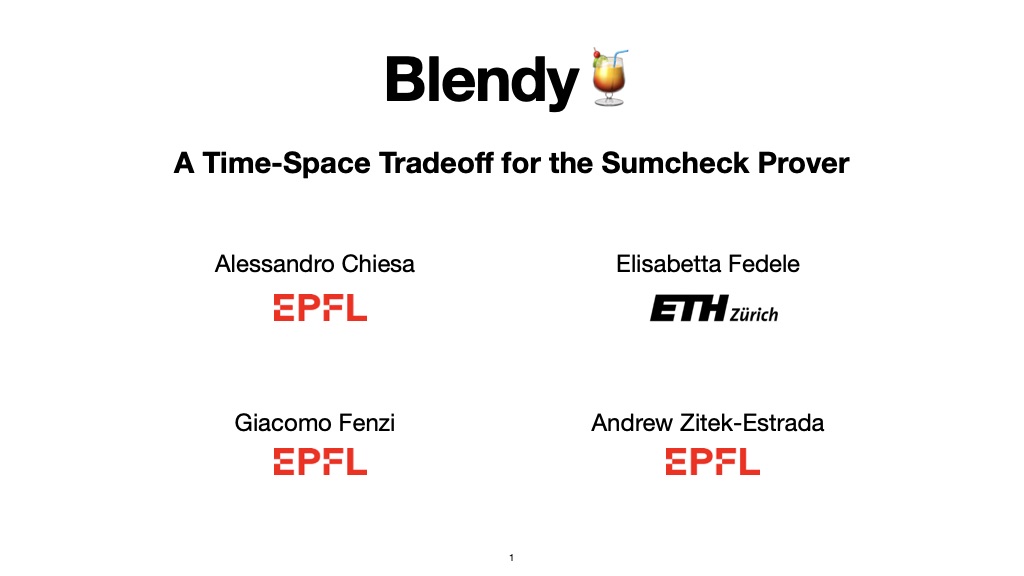 Blendy
A Time-Space Tradeoff for the Sumcheck Prover
Alessandro Chiesa
EPFL
Elisabetta Fedele
ETH Zürich
Giacomo Fenzi
EPFL
Andrew Zitek-Estrada
EPFL
1